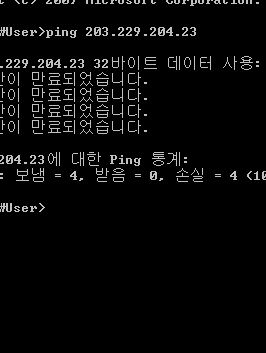 t (c) 2007 Microsoft Corporation.
#User>ping 203.229.204.23
.229.204.23 32바이트 데이터 사용:
간이 만료되었습니다.
간이 만료되었습니다.
간이 만료되었습니다.
간이 만료되었습니다.
204.23에 대한 Ping 통계:
: 보냄 = 4, 받음 = 0, 손실 = 4 (10
#User>